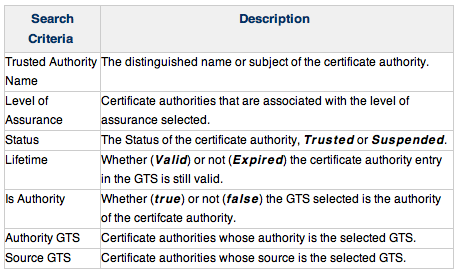 Search Criteria Description
Trusted Authority Name The distinguished name or subject of the certificate authority.
Level of Assurance Certificate authorities that are associated with the level of assurance selected.
Status The Status of the certificate authority, Trusted or Suspended.
Lifetime Whether (Valid) or not (Expired) the certificate authority entry in the GTS is still valid.
Is Authority Whether (true) or not (false) the GTS selected is the authority of the certifcate authority.
Authority GTS Certificate authorities whose authority is the selected GTS.
Source GTS Certificate authorities whose source is the selected GTS.